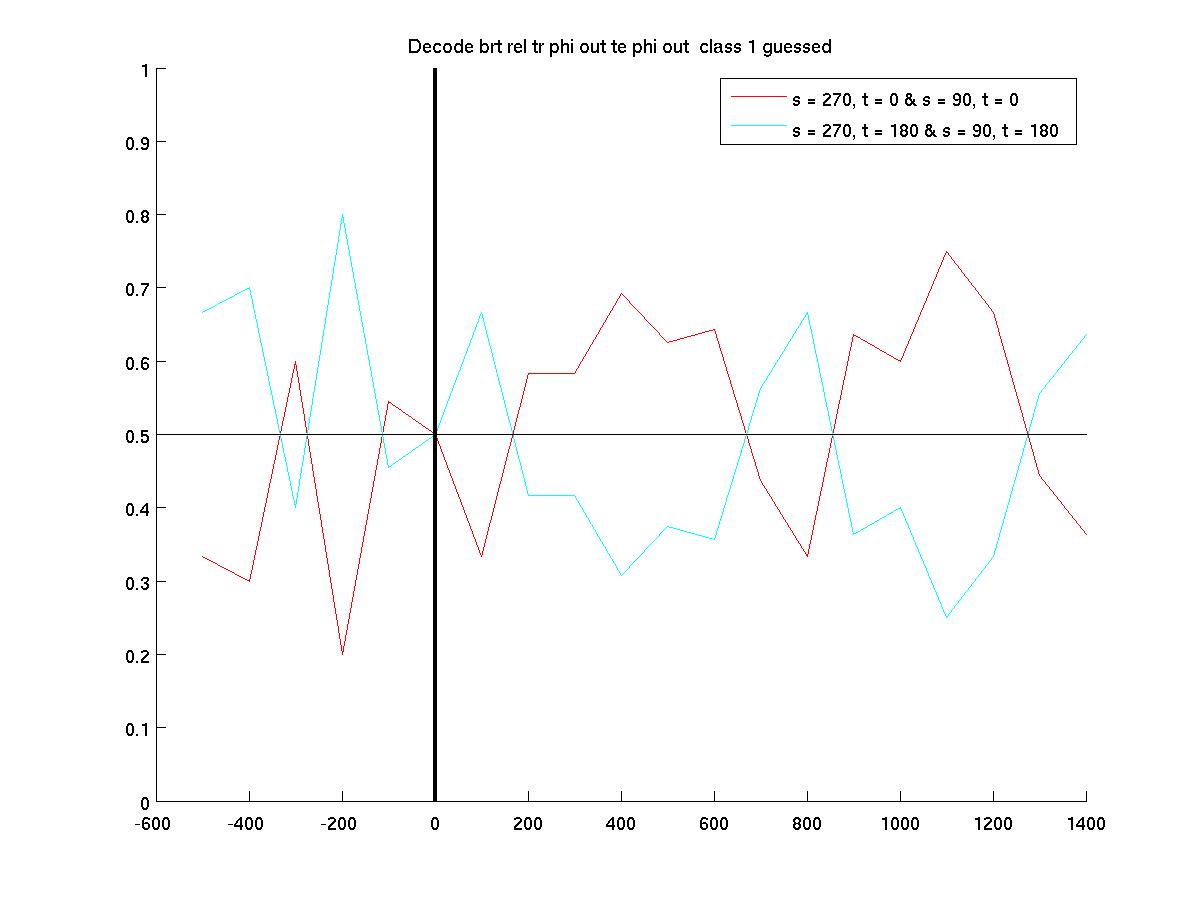 Decode brt rel tr phi out te phi out  class 1 guessed
s = 270, t = 0 & s = 90, t = 0
s = 270, t = 180 & s = 90, t = 180
1
0.9
0.8
0.7
0.6
0.5
0.4
0.3
0.2
0.1
0
-600 -400 -200 0 200 400 600 800 1000 1200 1400